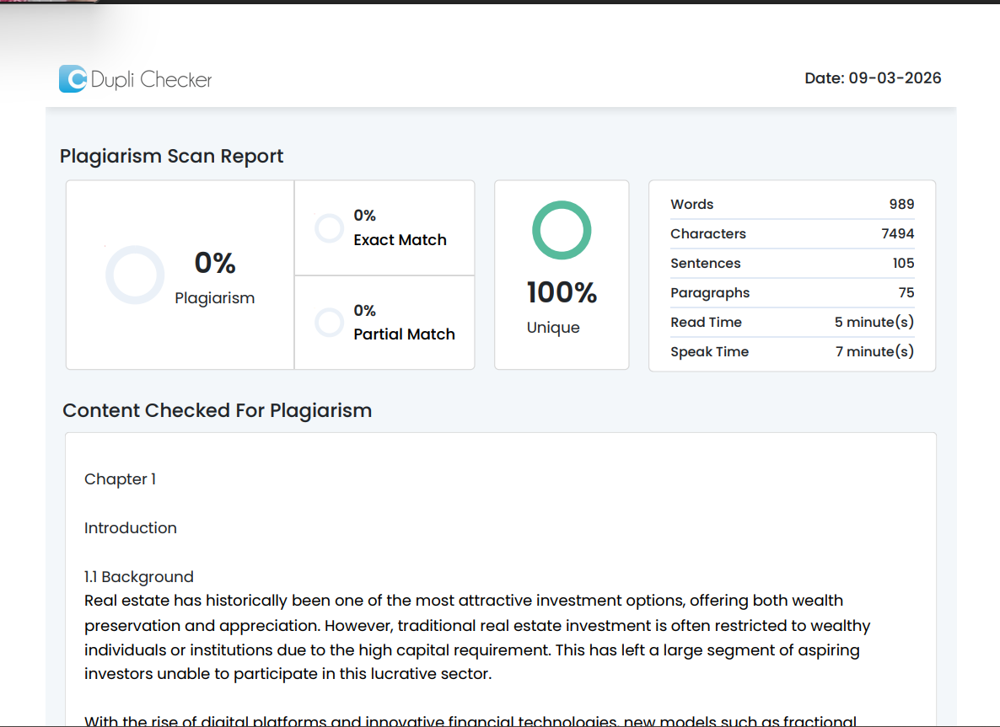 Dupli Checker
Date: 09-03-2026
Plagiarism Scan Report
0%
Plagiarism
0%
Exact Match
0%
Partial Match
100%
Unique
Words 989
Characters 7494
Sentences 105
Paragraphs 75
Read Time 5 minute(s)
Speak Time 7 minute(s)
Content Checked For Plagiarism
Chapter 1
Introduction
1.1 Background
Real estate has historically been one of the most attractive investment options, offering both wealth
preservation and appreciation. However, traditional real estate investment is often restricted to wealthy
individuals or institutions due to the high capital requirement. This has left a large segment of aspiring
investors unable to participate in this lucrative sector.
With the rise of digital platforms and innovative financial technologies, new models such as fractional